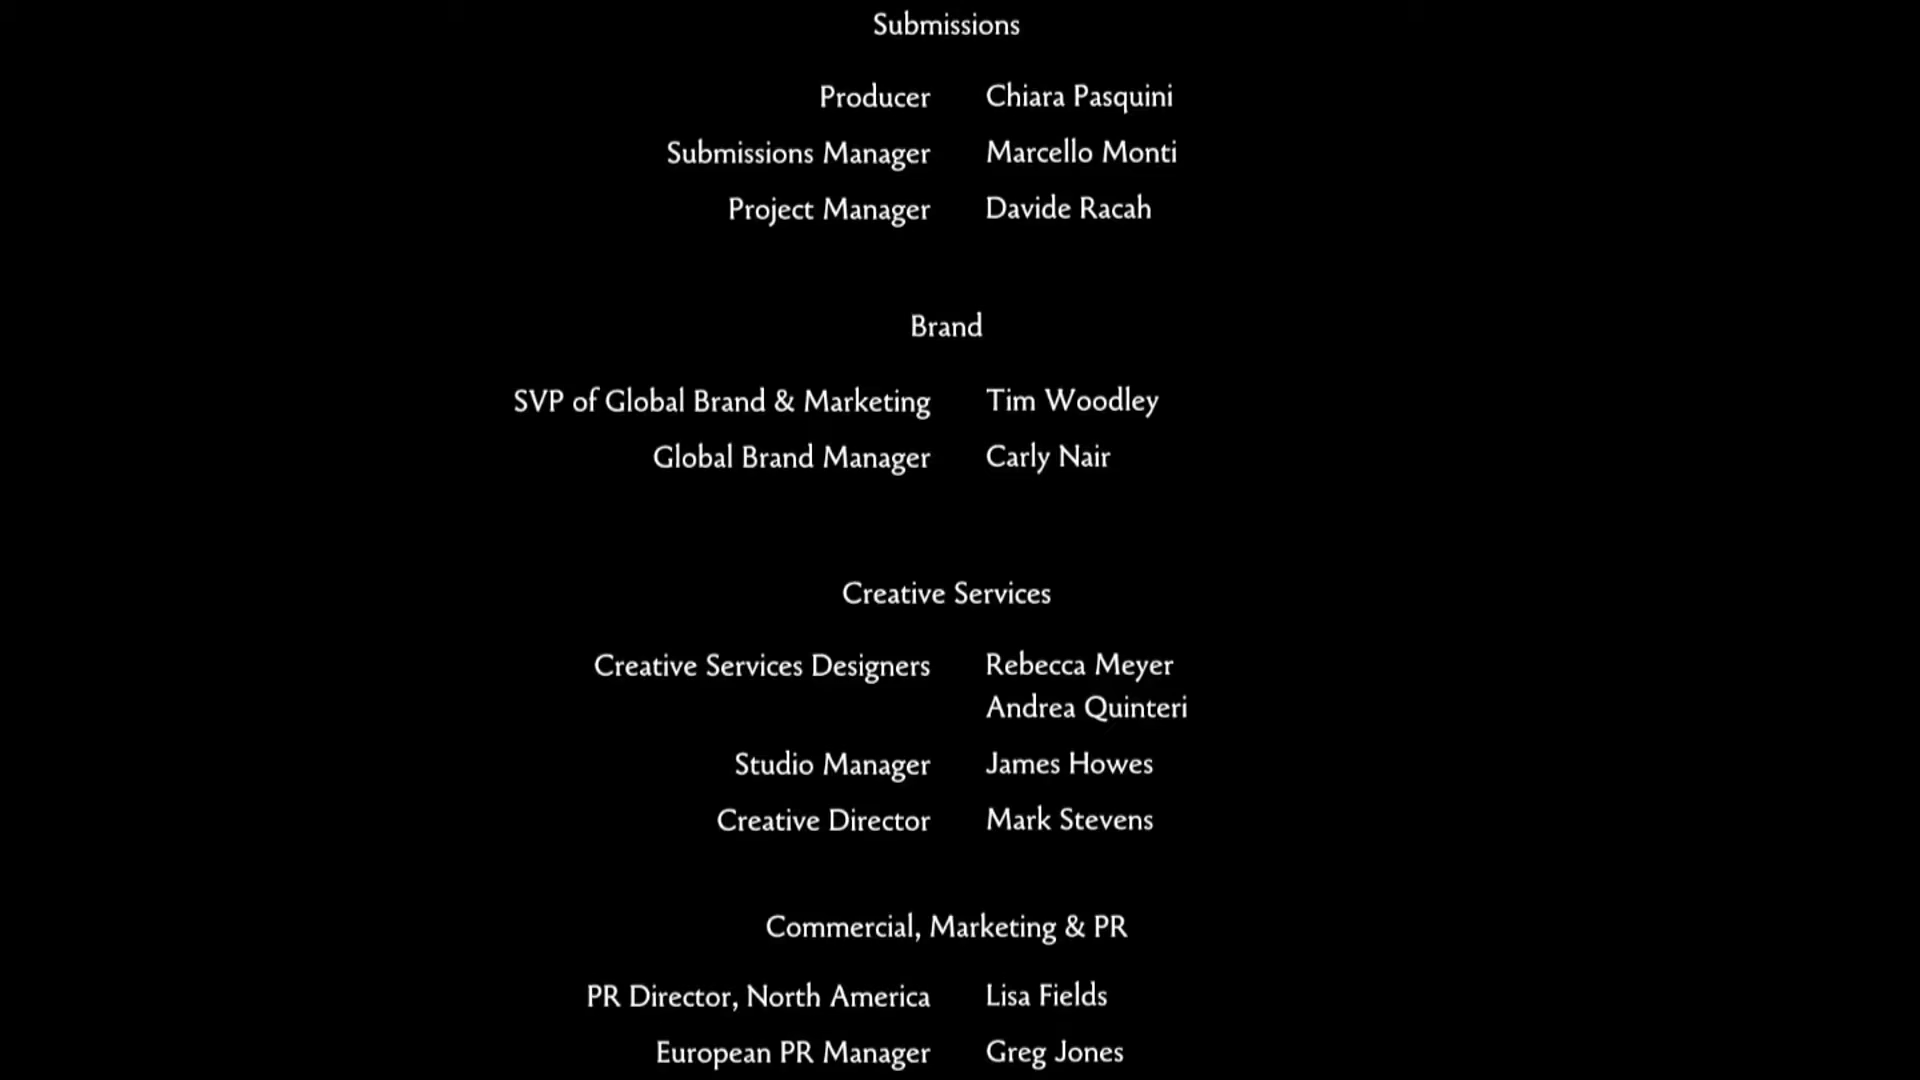 Submissions
Producer Chiara Pasquini
Submissions Manager Marcello Monti
Project Manager Davide Racah
Brand
SVP of Global Brand & Marketing Tim Woodley
Global Brand Manager Carly Nair
Creative Services
Creative Services Designers Rebecca Meyer
Andrea Quinteri
Studio Manager James Howes
Creative Director Mark Stevens
Commercial, Marketing & PR
PR Director, North America Lisa Fields
European PR Manager Greg Jones